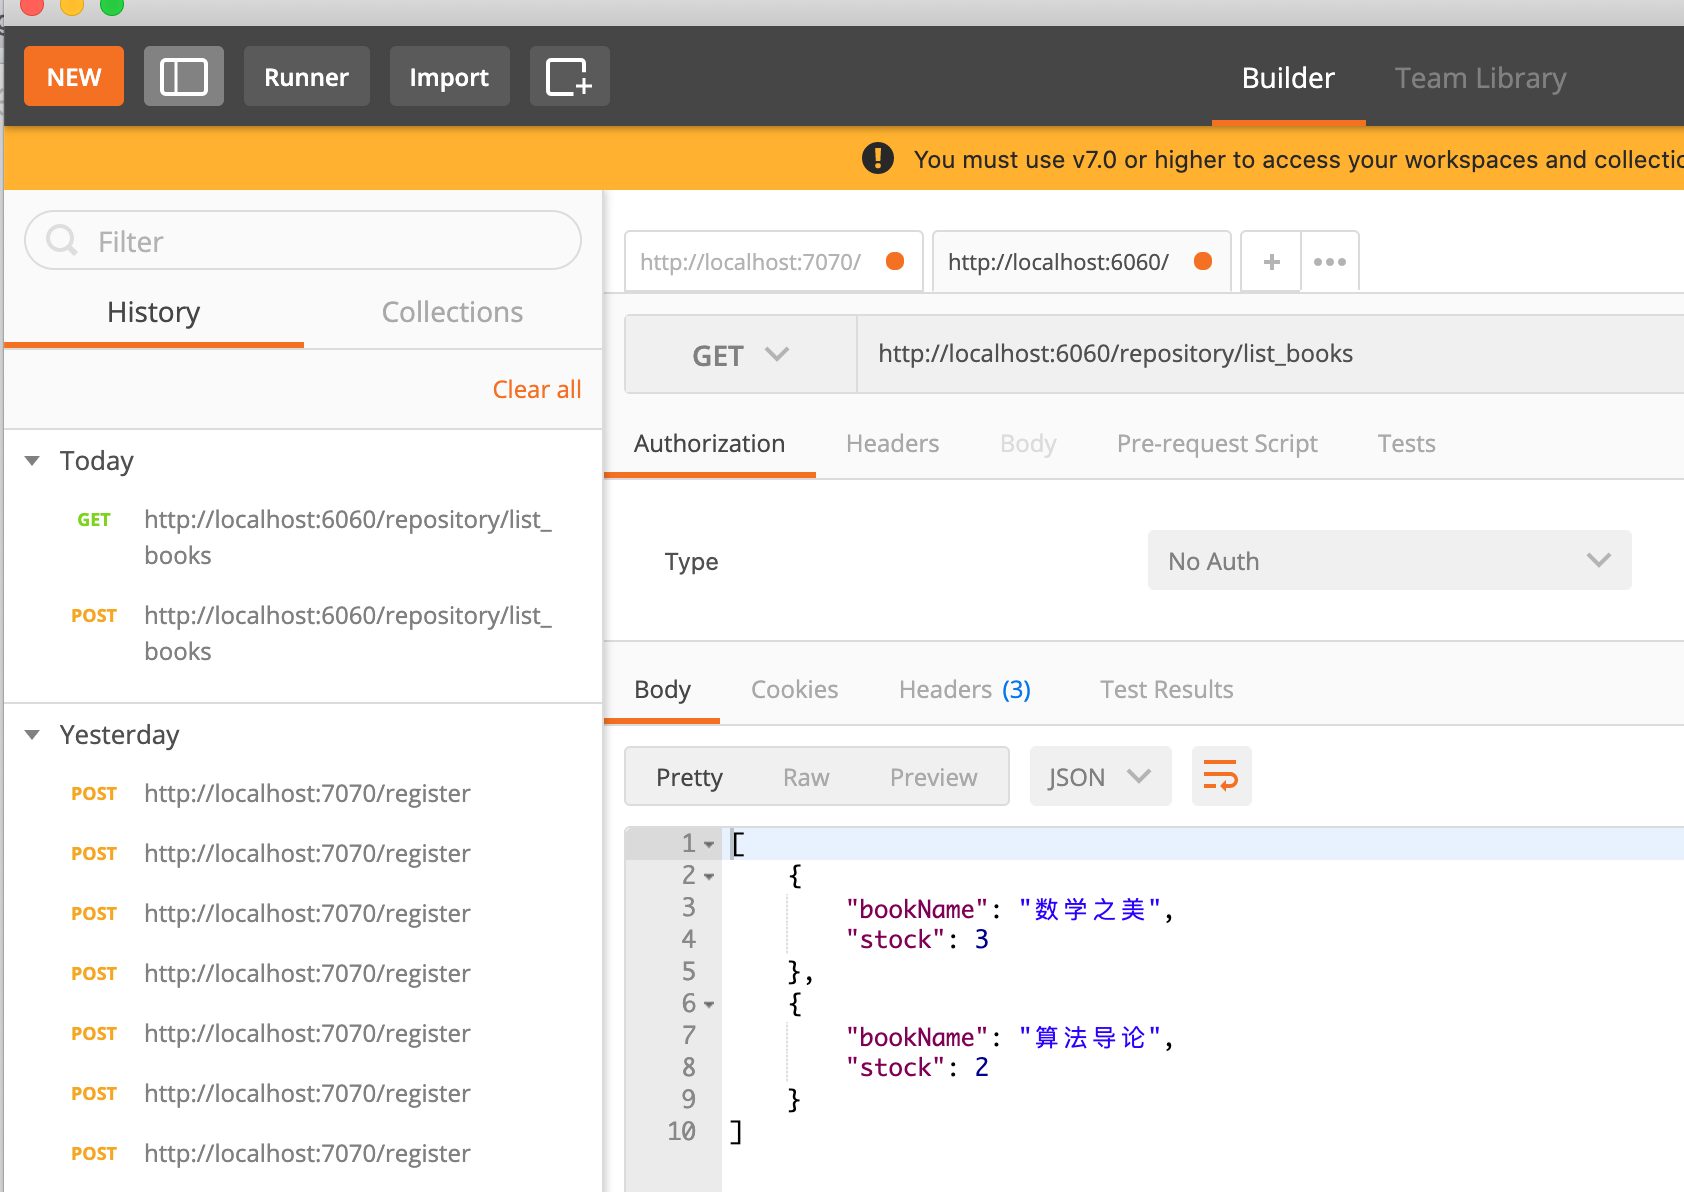 NEW
Runner
Import
Builder
Team Library
You must use v7.0 or higher to access your workspaces and
Filter
History
Collections
Clear all
Today
GET http://localhost:6060/repository/list_
books
POST http://localhost:6060/repository/list_
books
Yesterday
POST http://localhost:7070/register
POST http://localhost:7070/register
POST http://localhost:7070/register
POST http://localhost:7070/register
POST http://localhost:7070/register
POST http://localhost:7070/register
POST http://localhost:7070/register
http://localhost:7070/
http://localhost:6060/
+
GET
http://localhost:6060/repository/list_books
Authorization
Headers
Body
Pre-request Script
Tests
Type
No Auth
Body
Cookies
Headers (3)
Test Results
Pretty
Raw
Preview
JSON
1 [
2 {
3 "bookName": "数学之美",
4 "stock": 3
5 },
6 {
7 "bookName": "算法导论",
8 "stock": 2
9 }
10 ]